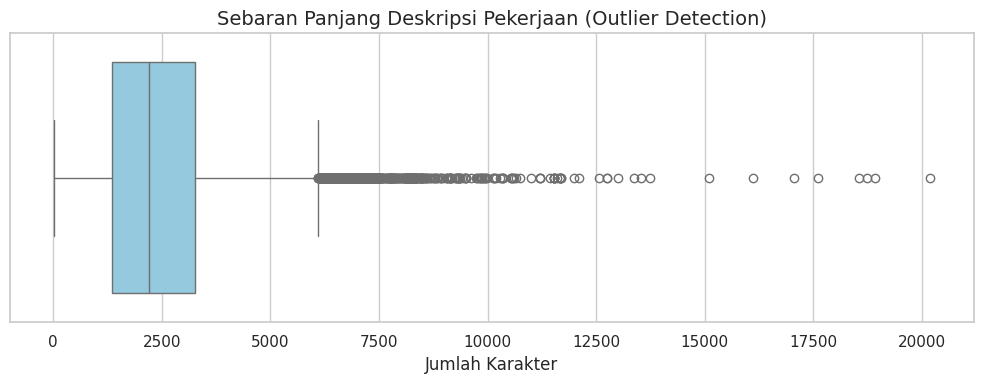 Sebaran Panjang Deskripsi Pekerjaan (Outlier Detection)
0 2500 5000 7500 10000 12500 15000 17500 20000
Jumlah Karakter